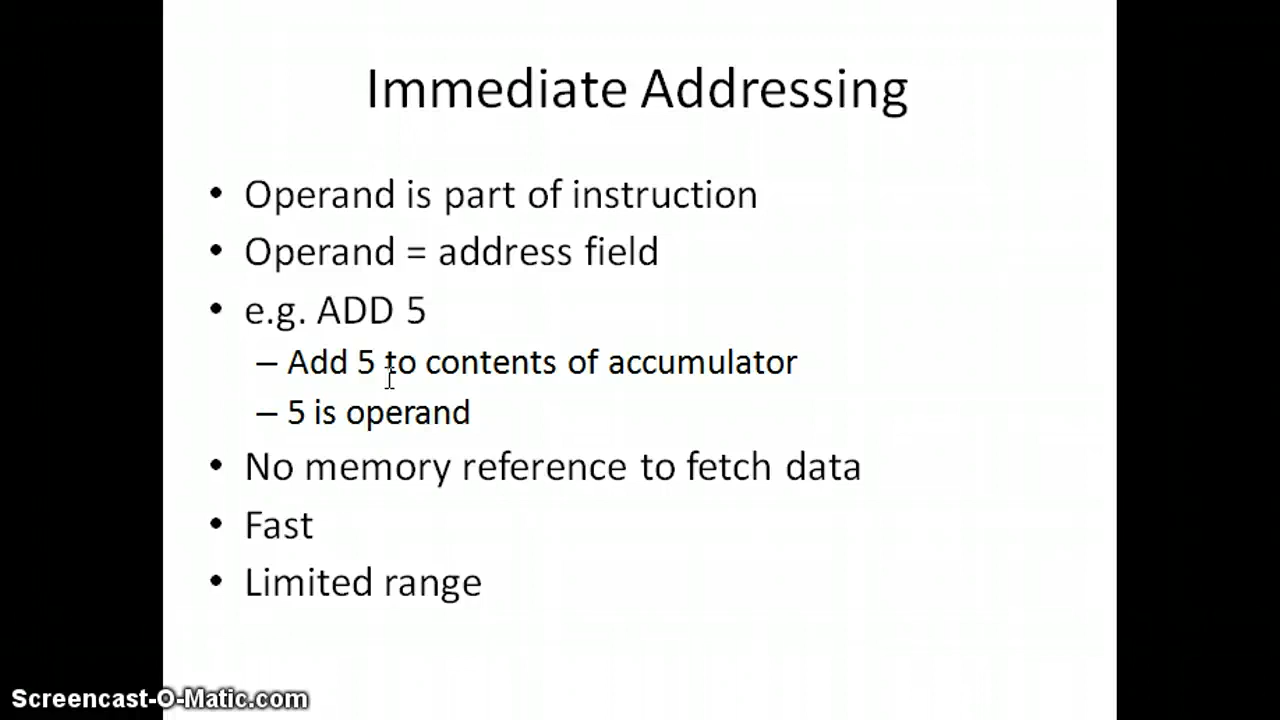 Immediate Addressing
• Operand is part of instruction
• Operand = address field
• e.g. ADD 5
– Add 5 to contents of accumulator
– 5 is operand
• No memory reference to fetch data
• Fast
• Limited range
Screencast-O-Matic.com